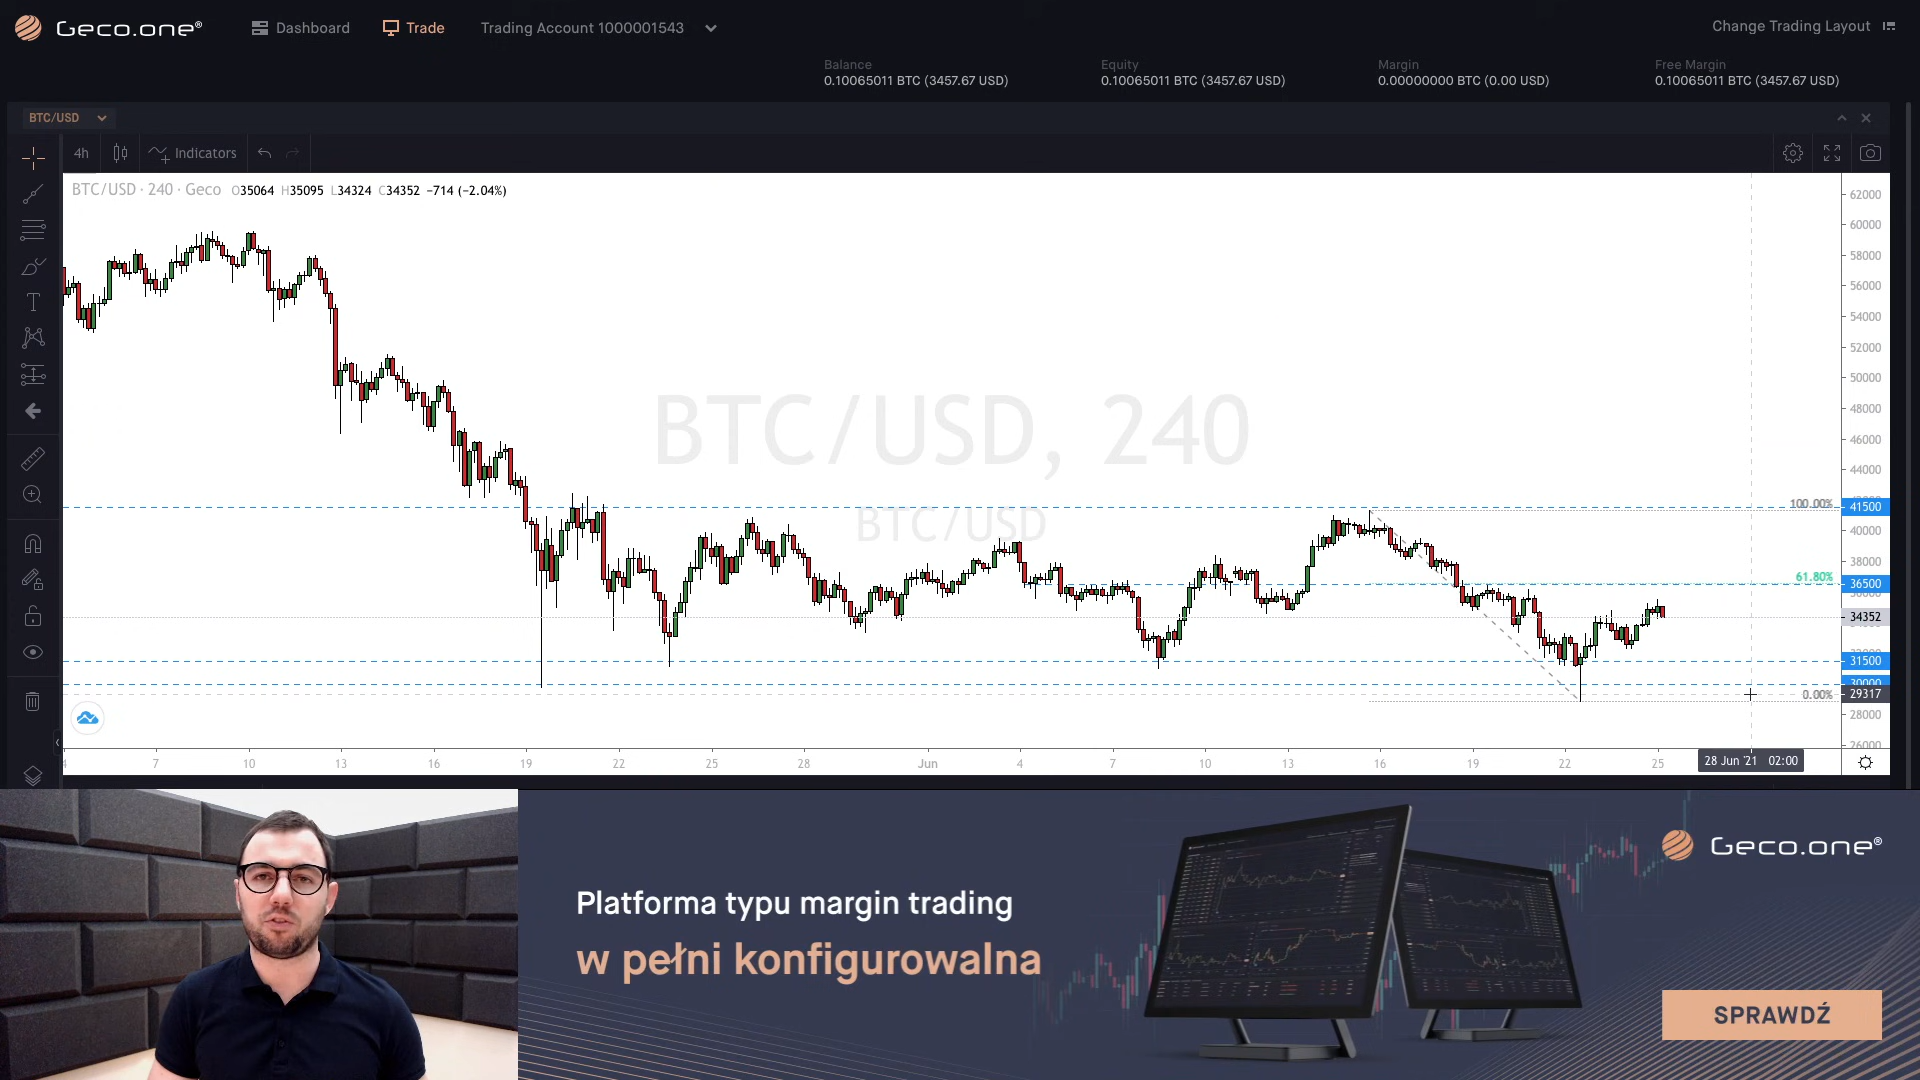 Geco.one®
Dashboard
Trade
Trading Account 1000001543
Change Trading Layout
Balance
0.10065011 BTC (3457.67 USD)
Equity
0.10065011 BTC (3457.67 USD)
Margin
0.00000000 BTC (0.00 USD)
Free Margin
0.10065011 BTC (3457.67 USD)
BTC/USD
4h
Indicators
BTC/USD · 240 · Geco O35064 H35095 L34324 C34352 −714 (−2.04%)
BTC/USD, 240
BTC/USD
62000
60000
58000
56000
54000
52000
50000
48000
46000
44000
100.00% 41500
40000
38000
61.80% 36500
36000
34352
31500
30000
0.00% 29317
28000
26000
4 7 10 13 16 19 22 25 28 Jun 4 7 10 13 16 19 22 25 28 Jun '21 02:00
Geco.one®
Platforma typu margin trading
w pełni konfigurowalna
SPRAWDŹ